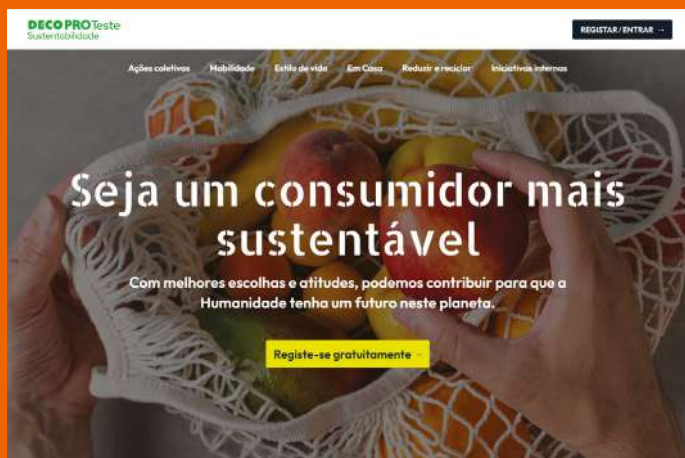 DECO PROTeste
Sustentabilidade
REGISTAR / ENTRAR →
Ações coletivas Mobilidade Estilo de vida Em Casa Reduzir e reciclar Iniciativas internas
Seja um consumidor mais
sustentável
Com melhores escolhas e atitudes, podemos contribuir para que a
Humanidade tenha um futuro neste planeta.
Registe-se gratuitamente →